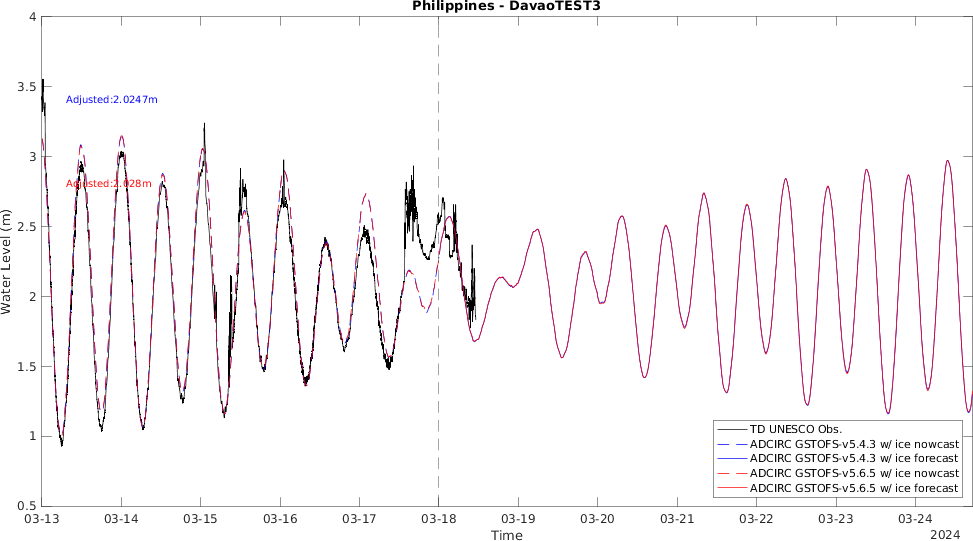 Philippines - DavaoTEST3
4
3.5
3
2.5
2
1.5
1
0.5
Water Level (m)
Adjusted:2.0247m
Adjusted:2.028m
TD UNESCO Obs.
ADCIRC GSTOFS-v5.4.3 w/ ice nowcast
ADCIRC GSTOFS-v5.4.3 w/ ice forecast
ADCIRC GSTOFS-v5.6.5 w/ ice nowcast
ADCIRC GSTOFS-v5.6.5 w/ ice forecast
03-13 03-14 03-15 03-16 03-17 03-18 03-19 03-20 03-21 03-22 03-23 03-24
Time
2024